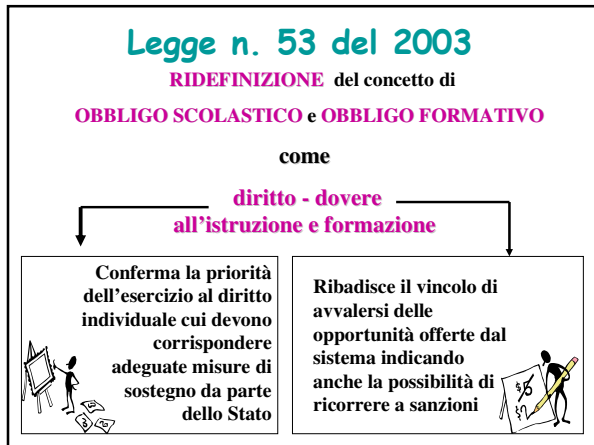 Legge n. 53 del 2003
RIDEFINIZIONE del concetto di
OBBLIGO SCOLASTICO e OBBLIGO FORMATIVO
come
diritto - dovere
all'istruzione e formazione
Conferma la priorità
dell'esercizio al diritto
individuale cui devono
corrispondere
adeguate misure di
sostegno da parte
dello Stato
Ribadisce il vincolo di
avvalersi delle
opportunità offerte dal
sistema indicando
anche la possibilità di
ricorrere a sanzioni